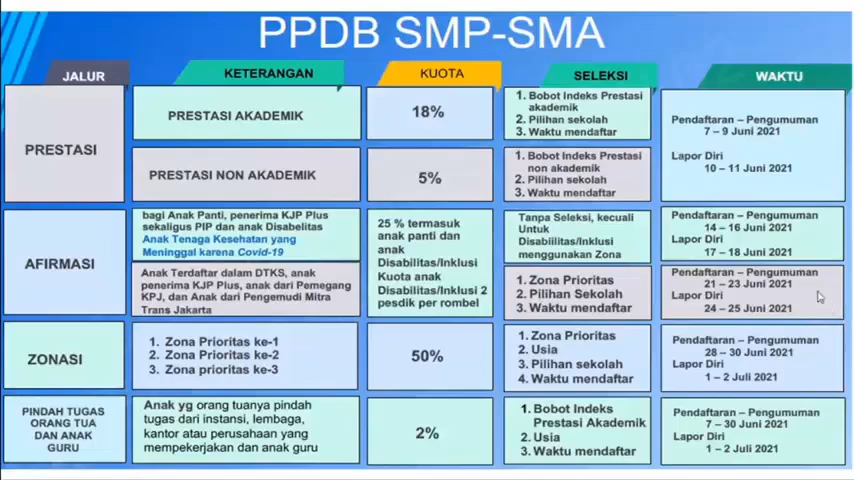 PPDB SMP-SMA
JALUR
KETERANGAN
KUOTA
SELEKSI
WAKTU
PRESTASI
PRESTASI AKADEMIK
18%
1. Bobot Indeks Prestasi
akademik
2. Pilihan sekolah
3. Waktu mendaftar
Pendaftaran – Pengumuman
7 – 9 Juni 2021
Lapor Diri
10 – 11 Juni 2021
PRESTASI NON AKADEMIK
5%
1. Bobot Indeks Prestasi
non akademik
2. Pilihan sekolah
3. Waktu mendaftar
AFIRMASI
bagi Anak Panti, penerima KJP Plus
sekaligus PIP dan anak Disabelitas
Anak Tenaga Kesehatan yang
Meninggal karena Covid-19
25 % termasuk
anak panti dan
anak
Disabilitas/Inklusi
Kuota anak
Disabilitas/Inklusi 2
pesdik per rombel
Tanpa Seleksi, kecuali
Untuk
Disabiilitas/Inklusi
menggunakan Zona
Pendaftaran – Pengumuman
14 – 16 Juni 2021
Lapor Diri
17 – 18 Juni 2021
Anak Terdaftar dalam DTKS, anak
penerima KJP Plus, anak dari Pemegang
KPJ, dan Anak dari Pengemudi Mitra
Trans Jakarta
1. Zona Prioritas
2. Pilihan Sekolah
3. Waktu mendaftar
Pendaftaran – Pengumuman
21 – 23 Juni 2021
Lapor Diri
24 – 25 Juni 2021
ZONASI
1. Zona Prioritas ke-1
2. Zona Prioritas ke-2
3. Zona prioritas ke-3
50%
1. Zona Prioritas
2. Usia
3. Pilihan sekolah
4. Waktu mendaftar
Pendaftaran – Pengumuman
28 – 30 Juni 2021
Lapor Diri
1 – 2 Juli 2021
PINDAH TUGAS
ORANG TUA
DAN ANAK
GURU
Anak yg orang tuanya pindah
tugas dari instansi, lembaga,
kantor atau perusahaan yang
mempekerjakan dan anak guru
2%
1. Bobot Indeks
Prestasi Akademik
2. Usia
3. Waktu mendaftar
Pendaftaran – Pengumuman
7 – 30 Juni 2021
Lapor Diri
1 – 2 Juli 2021